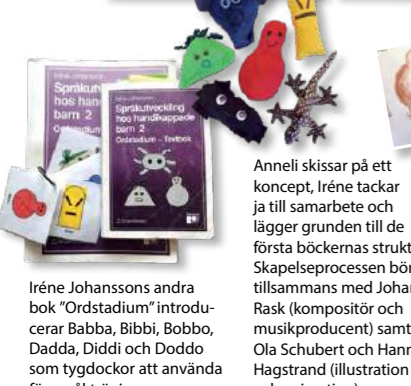 Språkutveckling
hos handikappade
barn 2
Ordstadium – Textbok
Språkut
hos han
barn 2
Iréne Johanssons andra
bok ”Ordstadium” introdu-
cerar Babba, Bibbi, Bobbo,
Dadda, Diddi och Doddo
som tygdockor att använda
Anneli skissar på ett
koncept, Iréne tackar
ja till samarbete och
lägger grunden till de
första böckernas strukt
Skapelseprocessen bör
tillsammans med Johan
Rask (kompositör och
musikproducent) samt
Ola Schubert och Hann
Hagstrand (illustration